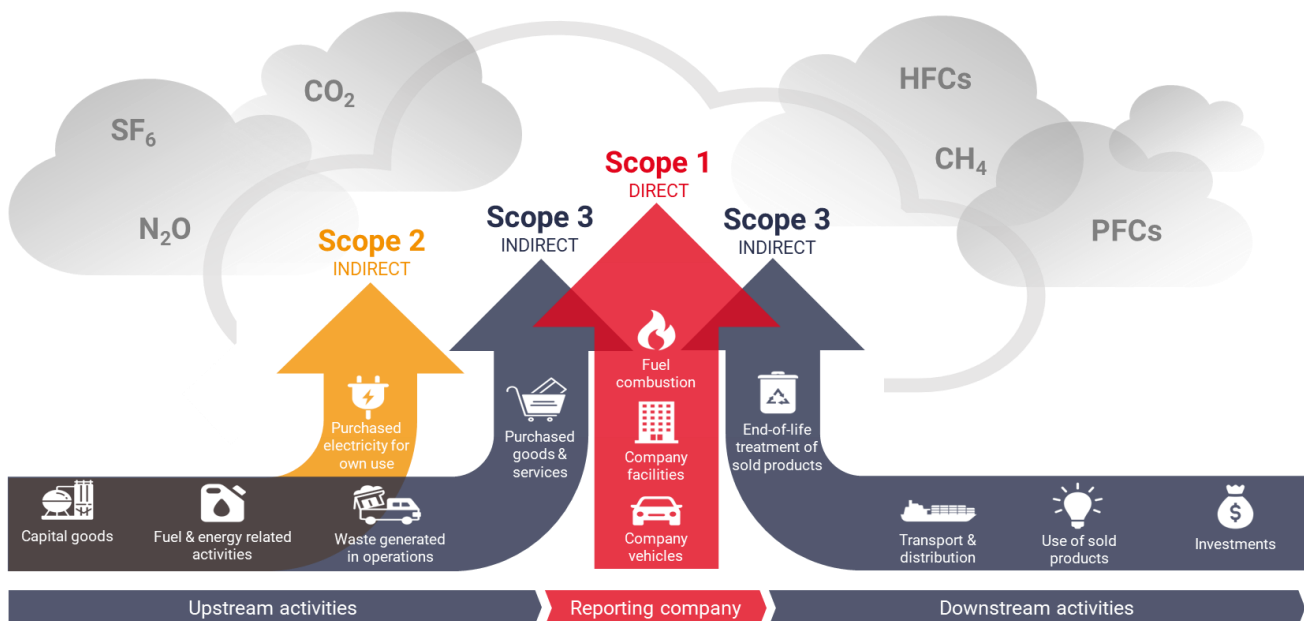 CO₂
HFCs
SF₆
CH₄
N₂O
PFCs
Scope 1
DIRECT
Scope 2
INDIRECT
Scope 3
INDIRECT
Scope 3
INDIRECT
Purchased
electricity for
own use
Purchased
goods &
services
Fuel
combustion
Company
facilities
Company
vehicles
End-of-life
treatment of
sold products
Capital goods
Fuel & energy related
activities
Waste generated
in operations
Transport &
distribution
Use of sold
products
$
Investments
Upstream activities
Reporting company
Downstream activities